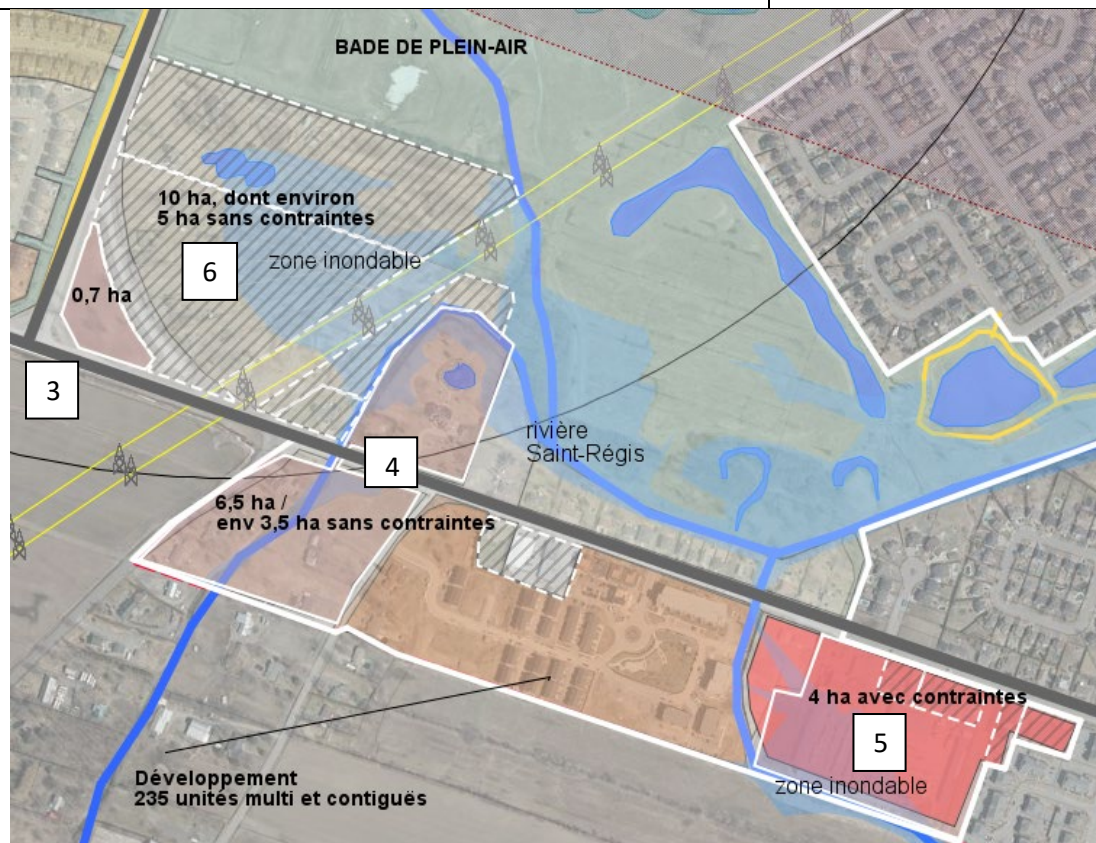 BADE DE PLEIN-AIR
10 ha, dont environ
5 ha sans contraintes
6
zone inondable
0,7 ha
3
rivière
Saint-Régis
4
6,5 ha /
env 3,5 ha sans contraintes
4 ha avec contraintes
5
zone inondable
Développement
235 unités multi et contiguës